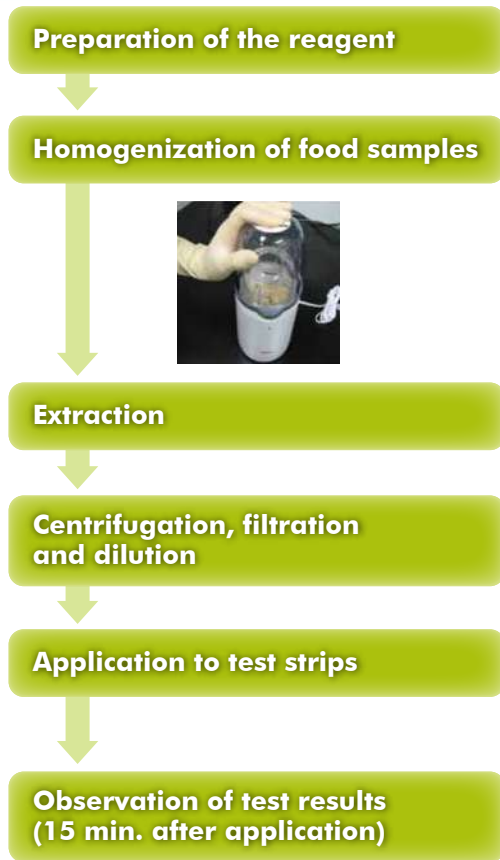 Preparation of the reagent
Homogenization of food samples
Extraction
Centrifugation, filtration
and dilution
Application to test strips
Observation of test results
(15 min. after application)